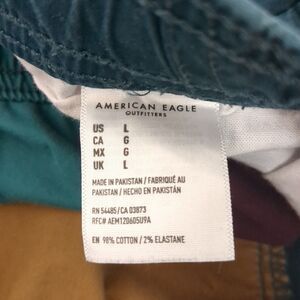 AMERICAN EAGLE
OUTFITTERS
US L
CA G
MX G
UK L
MADE IN PAKISTAN / FABRIQUÉ AU
PAKISTAN / HECHO EN PAKISTÁN
RN 54485/CA 03873
RFC# AEM120605U9A
EN 98% COTTON / 2% ELASTANE